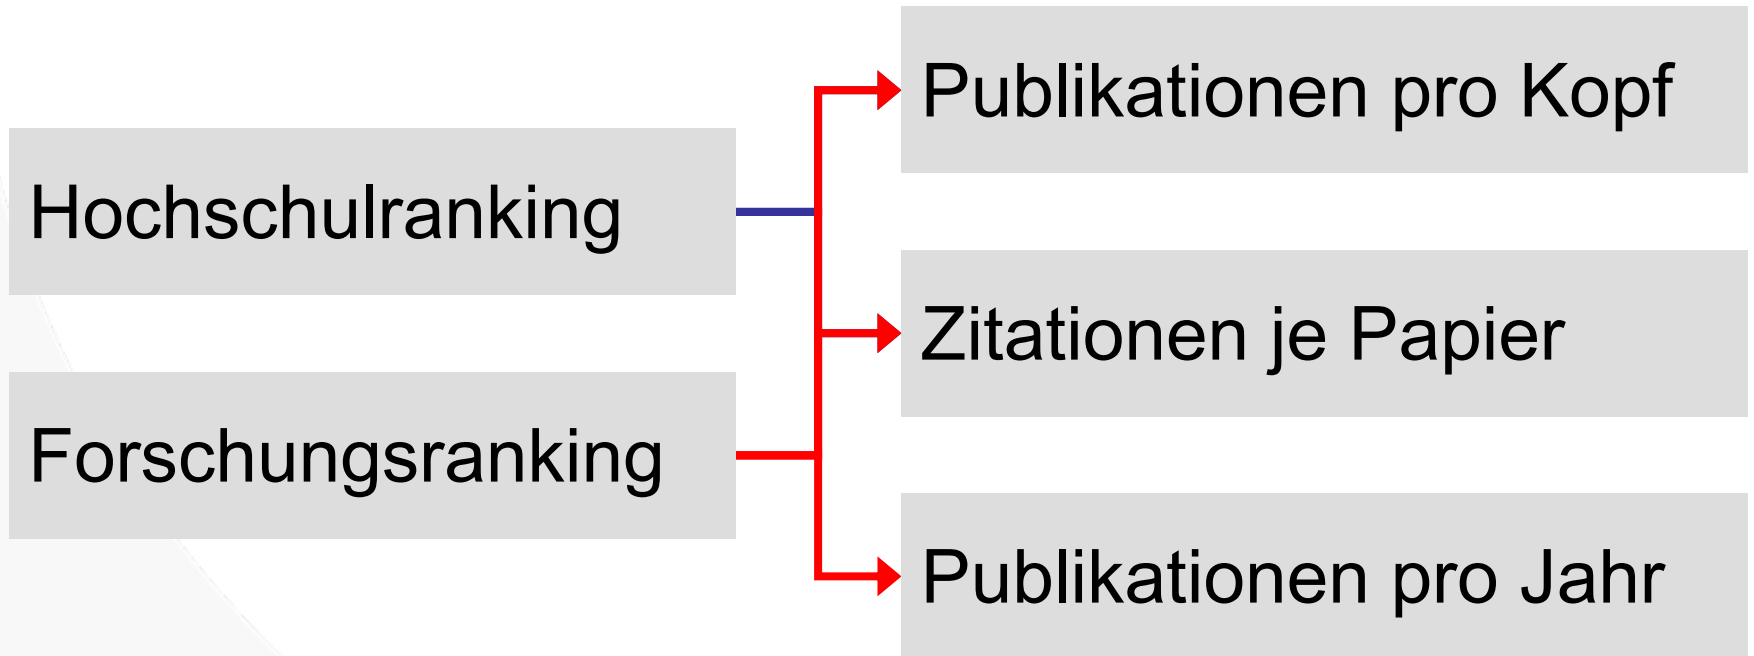 Hochschulranking
Forschungsranking
Publikationen pro Kopf
Zitationen je Papier
Publikationen pro Jahr